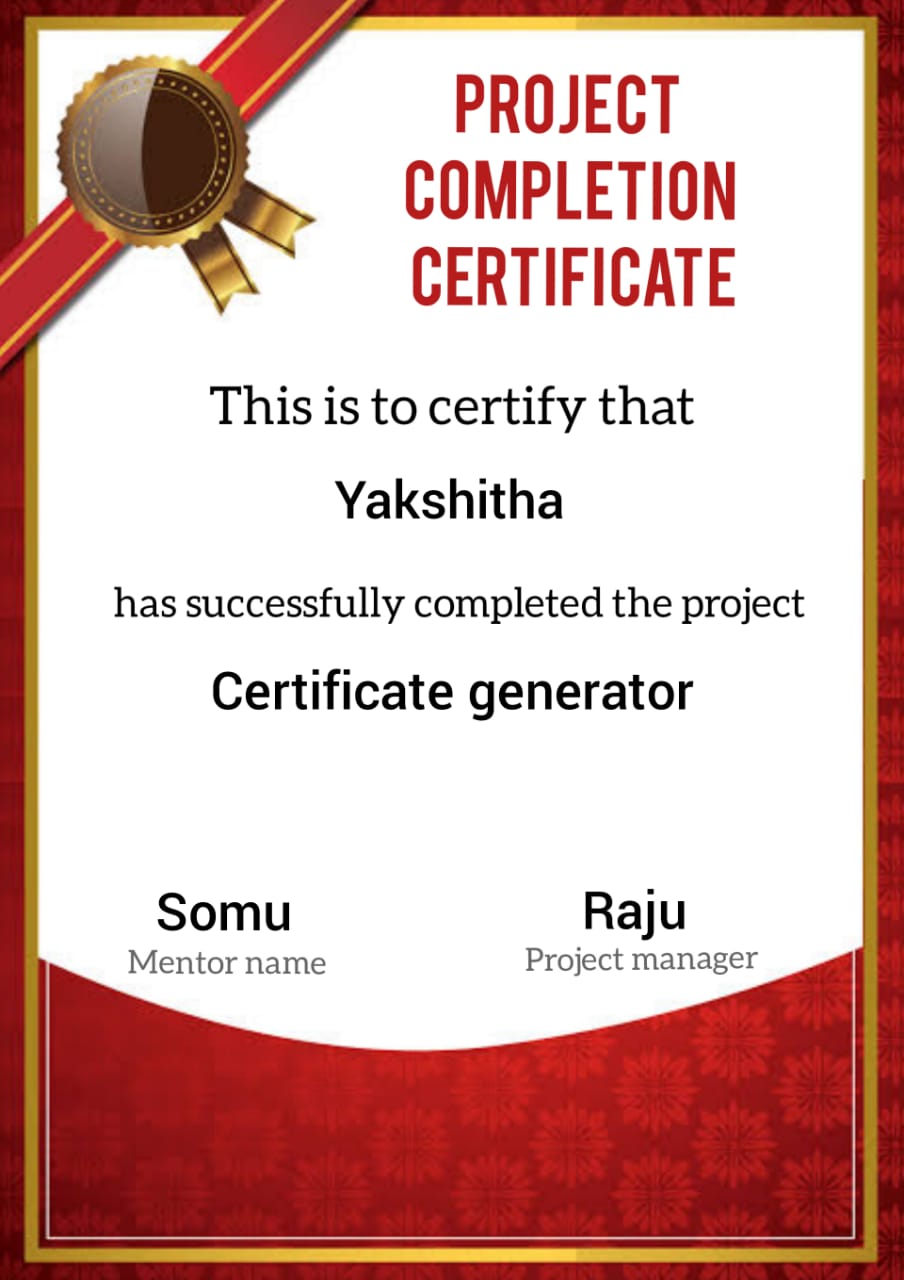 PROJECT
COMPLETION
CERTIFICATE
This is to certify that
Yakshitha
has successfully completed the project
Certificate generator
Somu
Raju
Mentor name
Project manager